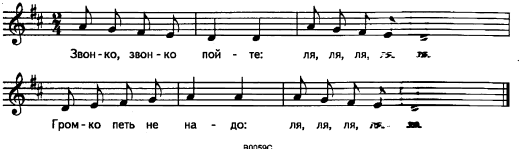 Звон-ко, звон-ко пой - те: ля, ля, ля,
Гром-ко петь не на - до: ля, ля, ля,
B0059C